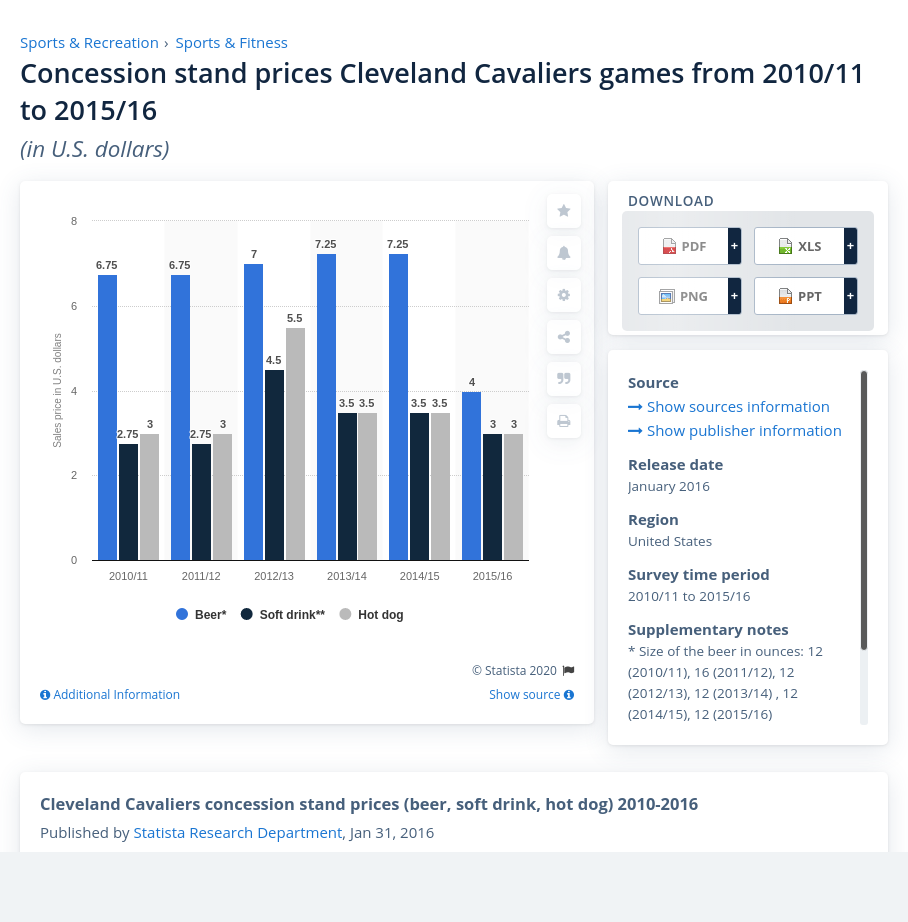 Sports & Recreation › Sports & Fitness
Concession stand prices Cleveland Cavaliers games from 2010/11
to 2015/16
(in U.S. dollars)
Sales price in U.S. dollars
8
6
4
2
0
6.75 2.75 3
6.75 2.75 3
7 4.5 5.5
7.25 3.5 3.5
7.25 3.5 3.5
4 3 3
2010/11 2011/12 2012/13 2013/14 2014/15 2015/16
Beer* Soft drink** Hot dog
© Statista 2020
Additional Information Show source
DOWNLOAD
PDF + XLS +
PNG + PPT +
Source
Show sources information
Show publisher information
Release date
January 2016
Region
United States
Survey time period
2010/11 to 2015/16
Supplementary notes
* Size of the beer in ounces: 12
(2010/11), 16 (2011/12), 12
(2012/13), 12 (2013/14) , 12
(2014/15), 12 (2015/16)
Cleveland Cavaliers concession stand prices (beer, soft drink, hot dog) 2010-2016
Published by Statista Research Department, Jan 31, 2016